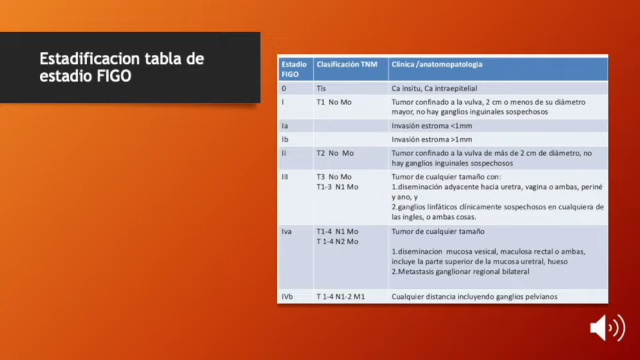 Estadificacion tabla de
estadio FIGO
Estadio FIGO Clasificación TNM Clínica /anatomopatologia
0 Tis Ca insitu, Ca intraepitelial
I T1 No Mo Tumor confinado a la vulva, 2 cm o menos de su diámetro
mayor, no hay ganglios inguinales sospechosos
Ia Invasión estroma <1mm
Ib Invasión estroma >1mm
Ii T2 No Mo Tumor confinado a la vulva de más de 2 cm de diámetro, no
hay ganglios inguinales sospechosos
III T3 No Mo Tumor de cualquier tamaño con:
T1-3 N1 Mo 1.diseminación adyacente hacia uretra, vagina o ambas, periné
y ano, y
2.ganglios linfáticos clínicamente sospechosos en cualquiera de
las ingles, o ambas cosas.
Iva T1-4 N1 Mo Tumor de cualquier tamaño
T 1-4 N2 Mo
1.diseminacion mucosa vesical, maculosa rectal o ambas,
incluye la parte superior de la mucosa uretral, hueso
2.Metastasis ganglionar regional bilateral
IVb T 1-4 N1-2 M1 Cualquier distancia incluyendo ganglios pelvianos